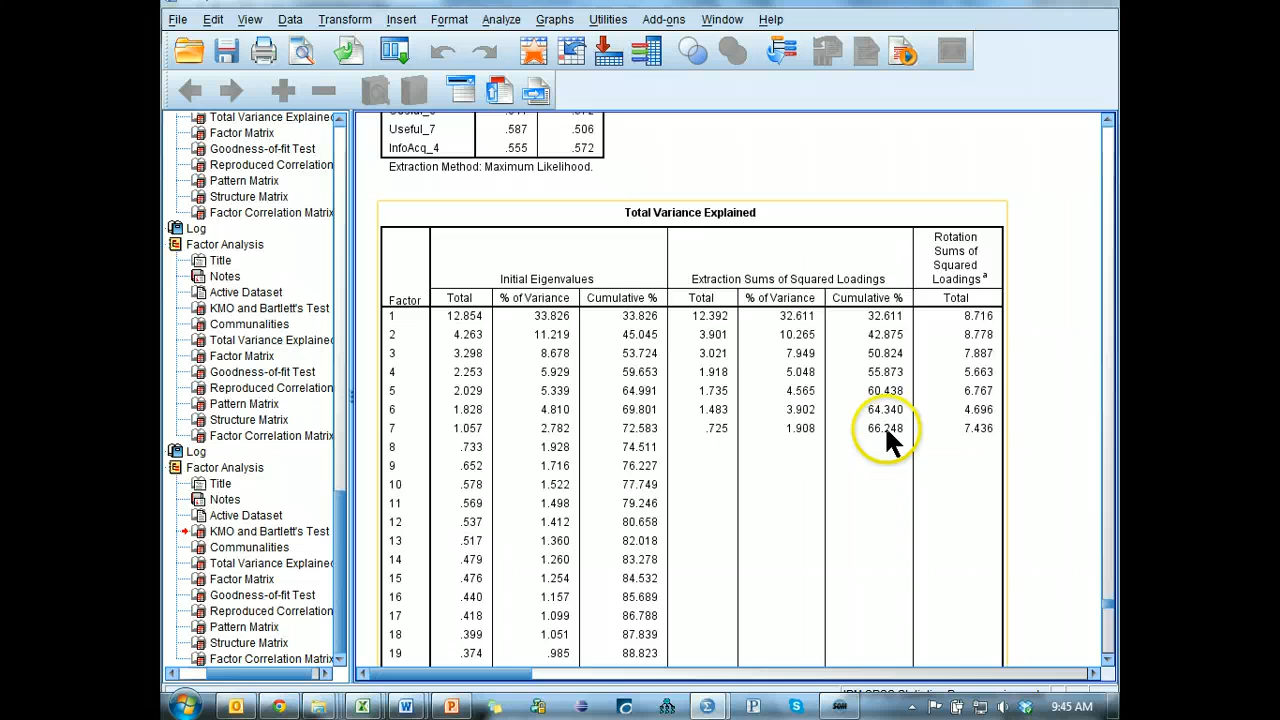 File Edit View Data Transform Insert Format Analyze Graphs Utilities Add-ons Window Help
Total Variance Explained
Factor Matrix
Goodness-of-fit Test
Reproduced Correlation
Pattern Matrix
Structure Matrix
Factor Correlation Matrix
Log
Factor Analysis
Title
Notes
Active Dataset
KMO and Bartlett's Test
Communalities
Total Variance Explained
Factor Matrix
Goodness-of-fit Test
Reproduced Correlation
Pattern Matrix
Structure Matrix
Factor Correlation Matrix
Log
Factor Analysis
Title
Notes
Active Dataset
KMO and Bartlett's Test
Communalities
Total Variance Explained
Factor Matrix
Goodness-of-fit Test
Reproduced Correlation
Pattern Matrix
Structure Matrix
Factor Correlation Matrix
Useful_7 .587 .506
InfoAcq_4 .555 .572
Extraction Method: Maximum Likelihood.
Total Variance Explained
Factor Initial Eigenvalues Extraction Sums of Squared Loadings Rotation Sums of Squared Loadings a
Total % of Variance Cumulative % Total % of Variance Cumulative % Total
1 12.854 33.826 33.826 12.392 32.611 32.611 8.716
2 4.263 11.219 45.045 3.901 10.265 42.875 8.778
3 3.298 8.678 53.724 3.021 7.949 50.824 7.887
4 2.253 5.929 59.653 1.918 5.048 55.873 5.663
5 2.029 5.339 64.991 1.735 4.565 60.438 6.767
6 1.828 4.810 69.801 1.483 3.902 64.340 4.696
7 1.057 2.782 72.583 .725 1.908 66.248 7.436
8 .733 1.928 74.511
9 .652 1.716 76.227
10 .578 1.522 77.749
11 .569 1.498 79.246
12 .537 1.412 80.658
13 .517 1.360 82.018
14 .479 1.260 83.278
15 .476 1.254 84.532
16 .440 1.157 85.689
17 .418 1.099 86.788
18 .399 1.051 87.839
19 .374 .985 88.823
9:45 AM